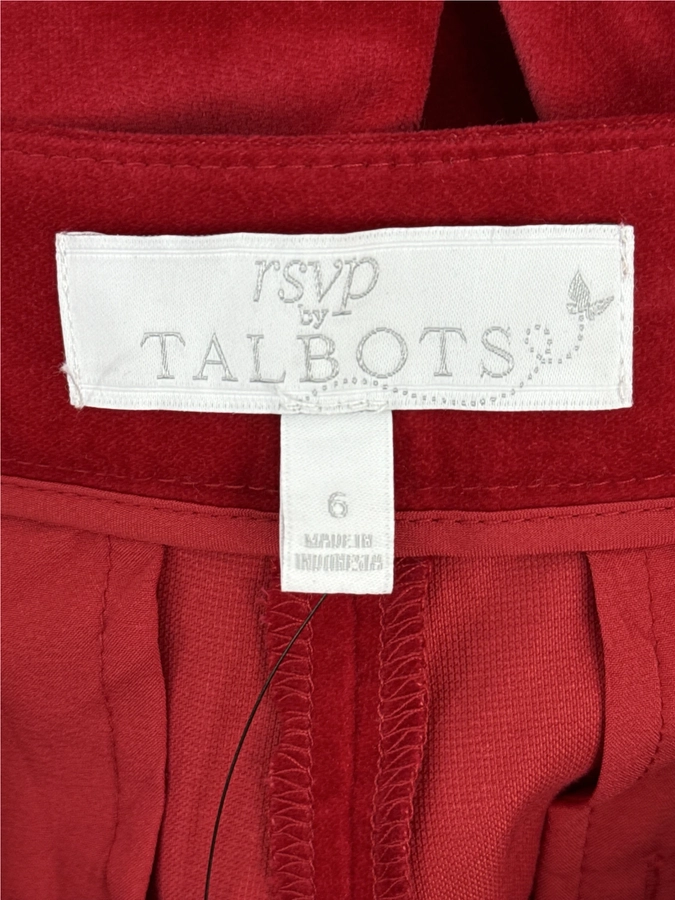 rsvp
by
TALBOTS
6
MADE IN
INDONESIA